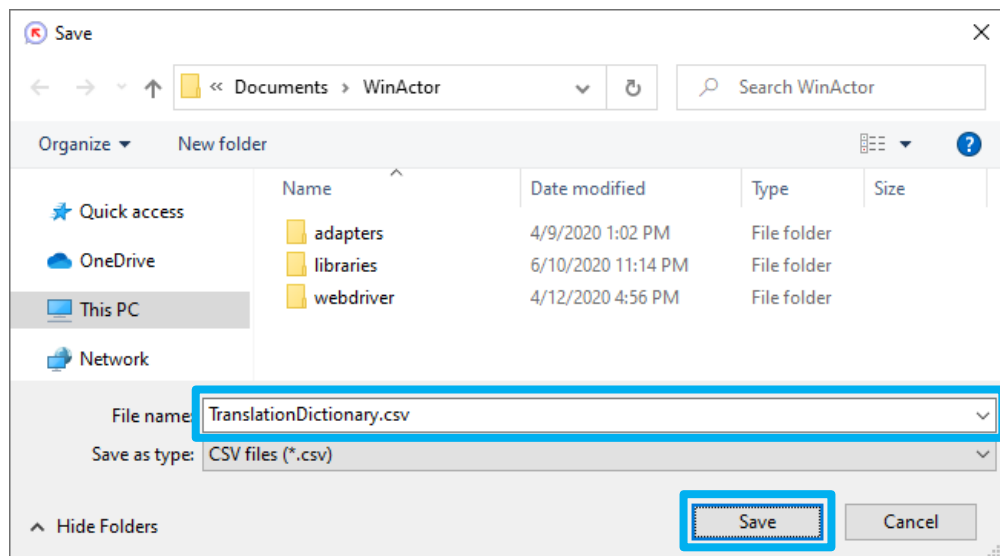 Save
« Documents › WinActor
Search WinActor
Organize
New folder
Name Date modified Type Size
Quick access
OneDrive
This PC
Network
adapters 4/9/2020 1:02 PM File folder
libraries 6/10/2020 11:14 PM File folder
webdriver 4/12/2020 4:56 PM File folder
File name: TranslationDictionary.csv
Save as type: CSV files (*.csv)
Hide Folders
Save
Cancel